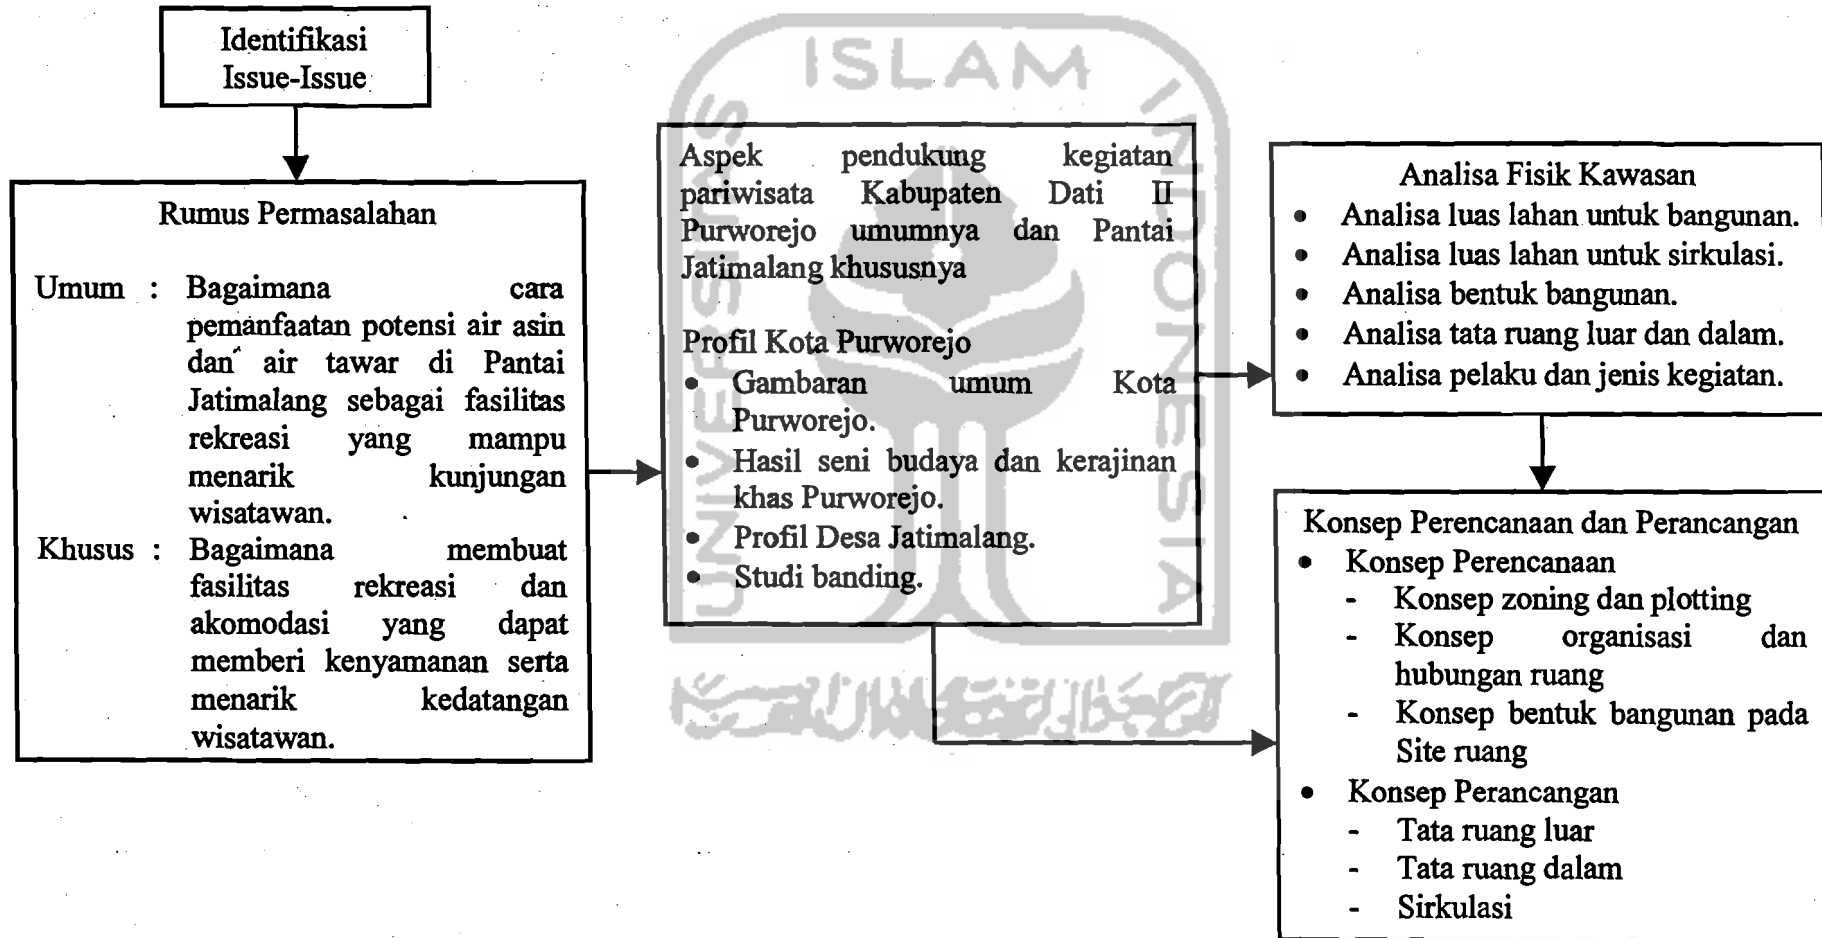 Identifikasi
Issue-Issue
Rumus Permasalahan
Umum : Bagaimana cara
pemanfaatan potensi air asin
dan air tawar di Pantai
Jatimalang sebagai fasilitas
rekreasi yang mampu
menarik kunjungan
wisatawan.
Khusus : Bagaimana membuat
fasilitas rekreasi dan
akomodasi yang dapat
memberi kenyamanan serta
menarik kedatangan
wisatawan.
Aspek pendukung kegiatan
pariwisata Kabupaten Dati II
Purworejo umumnya dan Pantai
Jatimalang khususnya
Profil Kota Purworejo
• Gambaran umum Kota
Purworejo.
• Hasil seni budaya dan kerajinan
khas Purworejo.
• Profil Desa Jatimalang.
• Studi banding.
Analisa Fisik Kawasan
• Analisa luas lahan untuk bangunan.
• Analisa luas lahan untuk sirkulasi.
• Analisa bentuk bangunan.
• Analisa tata ruang luar dan dalam.
• Analisa pelaku dan jenis kegiatan.
Konsep Perencanaan dan Perancangan
• Konsep Perencanaan
- Konsep zoning dan plotting
- Konsep organisasi dan
hubungan ruang
- Konsep bentuk bangunan pada
Site ruang
• Konsep Perancangan
- Tata ruang luar
- Tata ruang dalam
- Sirkulasi
UNIVERSITAS
ISLAM
INDONESIA